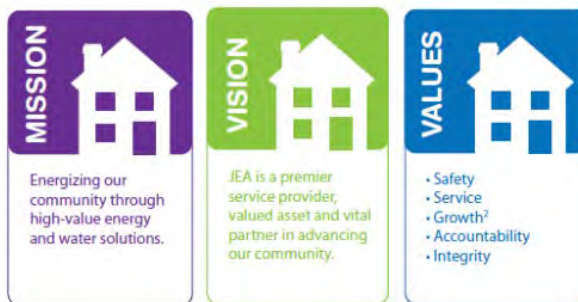 MISSION
Energizing our
community through
high-value energy
and water solutions.
VISION
JEA is a premier
service provider,
valued asset and vital
partner in advancing
our community.
VALUES
• Safety
• Service
• Growth²
• Accountability
• Integrity